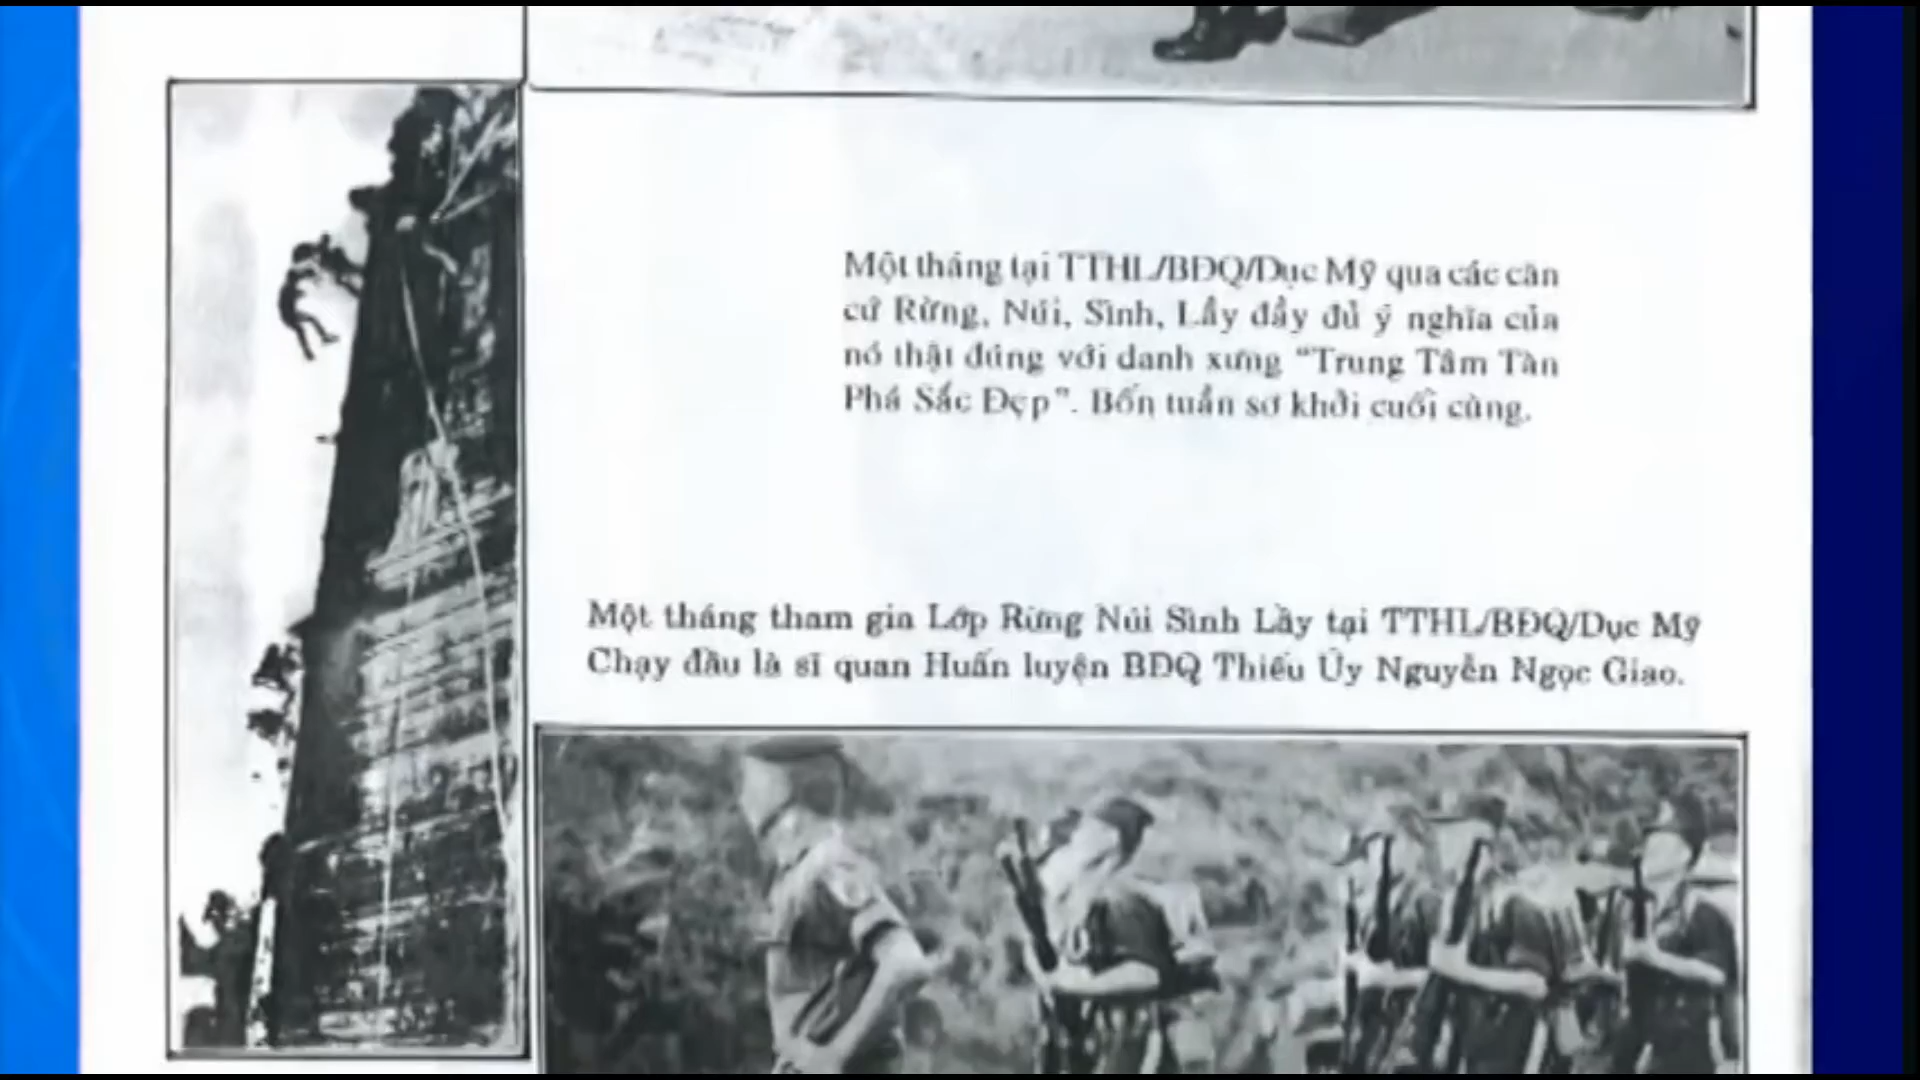 Một tháng tại TTHL/BĐQ/Dục Mỹ qua các căn
cứ Rừng, Núi, Sình, Lầy đầy đủ ý nghĩa của
nó thật đúng với danh xưng “Trung Tâm Tàn
Phá Sắc Đẹp”. Bốn tuần sơ khởi cuối cùng.
Một tháng tham gia Lớp Rừng Núi Sình Lầy tại TTHL/BĐQ/Dục Mỹ
Chạy đầu là sĩ quan Huấn luyện BĐQ Thiếu Úy Nguyễn Ngọc Giao.